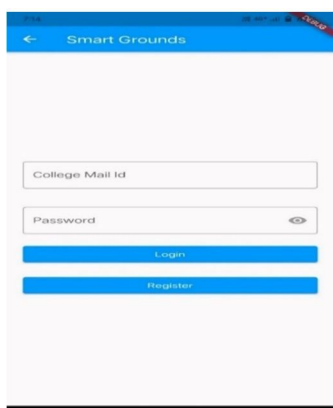 Smart Grounds
College Mail Id
Password
Login
Register